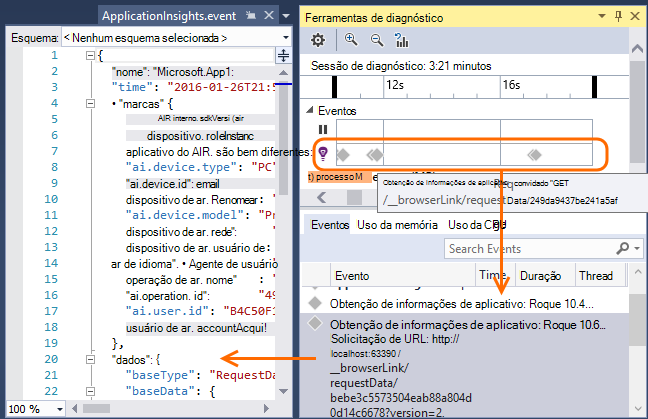 ApplicationInsights.event
Esquema: < Nenhum esquema selecionado >
1 {
2 "nome": "Microsoft.App1:
3 "time": "2016-01-26T21:5
4 • "marcas" {
5 AIR interno. sdkVersi (air
6 dispositivo. roleInstanc
7 aplicativo do AIR. são bem diferentes:
8 "ai.device.type": "PC"
9 "ai.device.id": email
10 dispositivo de ar. Renomear: "
11 "ai.device.model": "Pr
12 dispositivo de ar. rede": "
13 dispositivo de ar. usuário de: "
14 ar de idioma". • Agente de usuário
15 operação de ar. nome" : "
16 "ai.operation. id": "49
17 "ai.user.id": "B4C50F1
18 usuário de ar. accountAcqui!
19 },
20 "dados": {
21 "baseType": "RequestDa
22 "baseData": {
100 %
Ferramentas de diagnóstico
Sessão de diagnóstico: 3:21 minutos
12s 16s
Eventos
t) processo M
Obtenção de informações de aplicativo convidado "GET
/__browserLink/request Data/249da9437be241a5af
Eventos Uso da memória Uso da CPU
Search Events
Evento Time Duração Thread
Obtenção de informações de aplicativo: Roque 10.4...
Obtenção de informações de aplicativo: Roque 10.6...
Solicitação de URL: http://
localhost:63390 /
__browserLink/
requestData/
bebe3c5573504eab88a804d
0d14c6678?version=2.